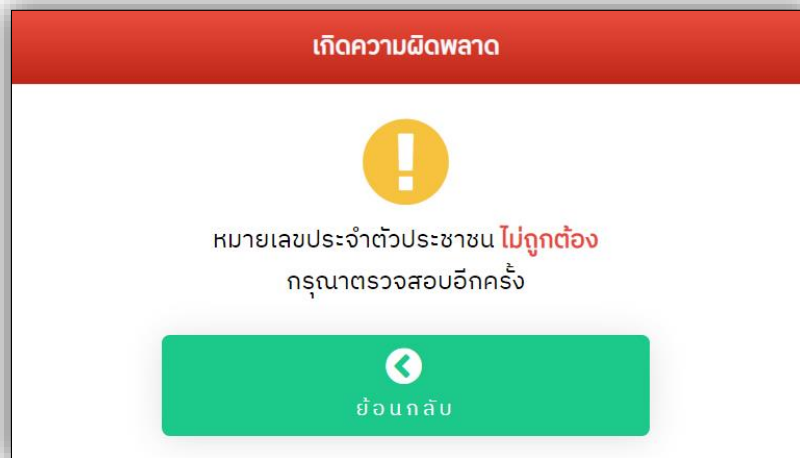 เกิดความผิดพลาด
หมายเลขประจำตัวประชาชน ไม่ถูกต้อง
กรุณาตรวจสอบอีกครั้ง
ย้อนกลับ